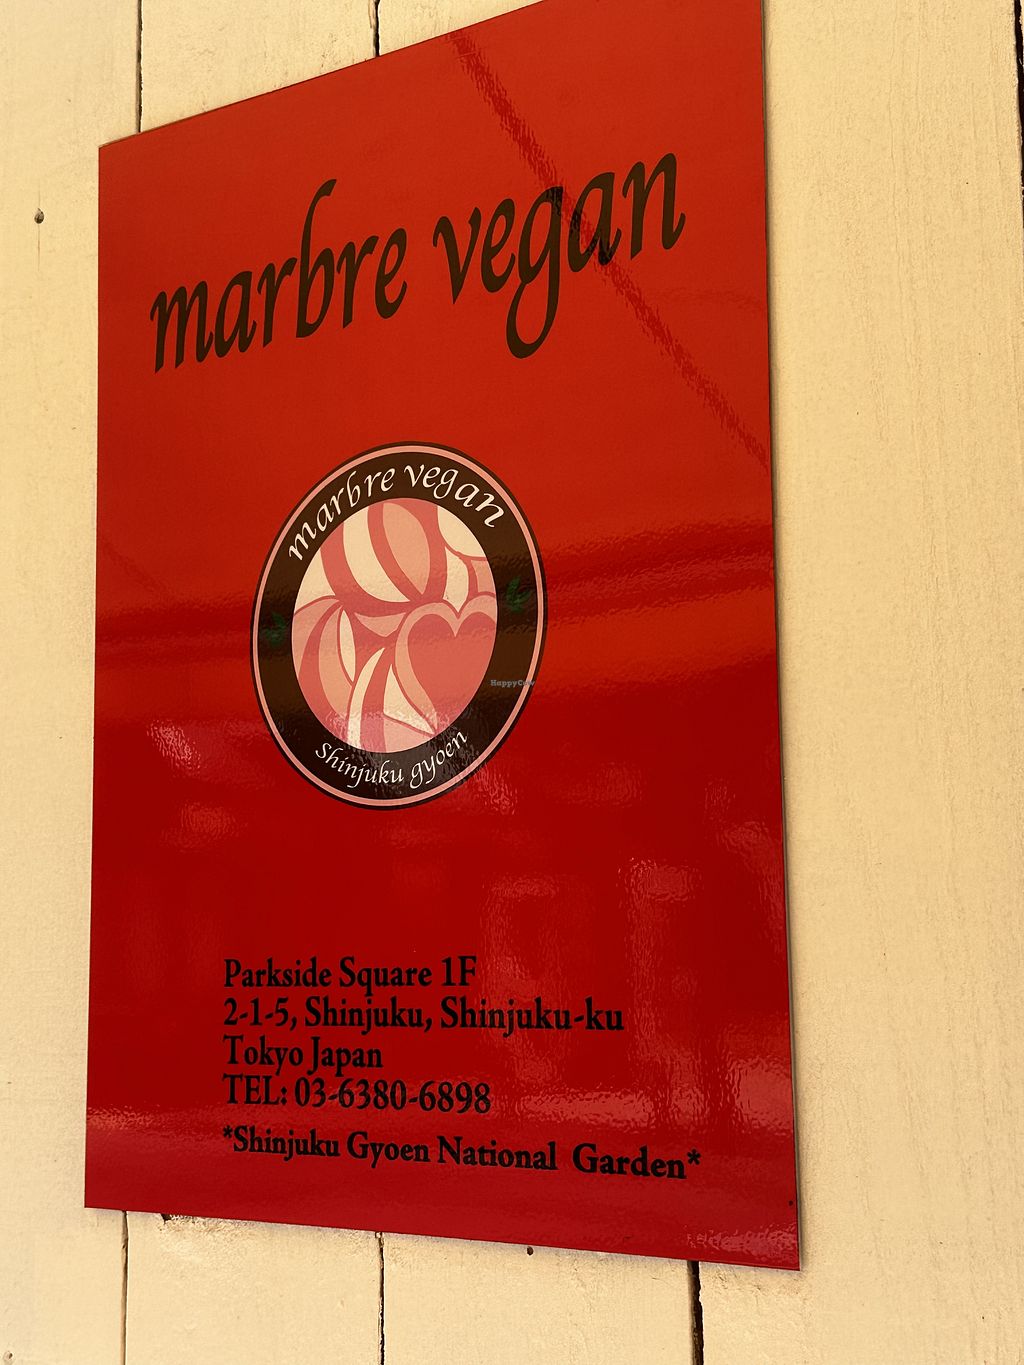 marbre vegan
marbre vegan
HappyCow
Shinjuku gyoen
Parkside Square 1F
2-1-5, Shinjuku, Shinjuku-ku
Tokyo Japan
TEL: 03-6380-6898
*Shinjuku Gyoen National Garden*